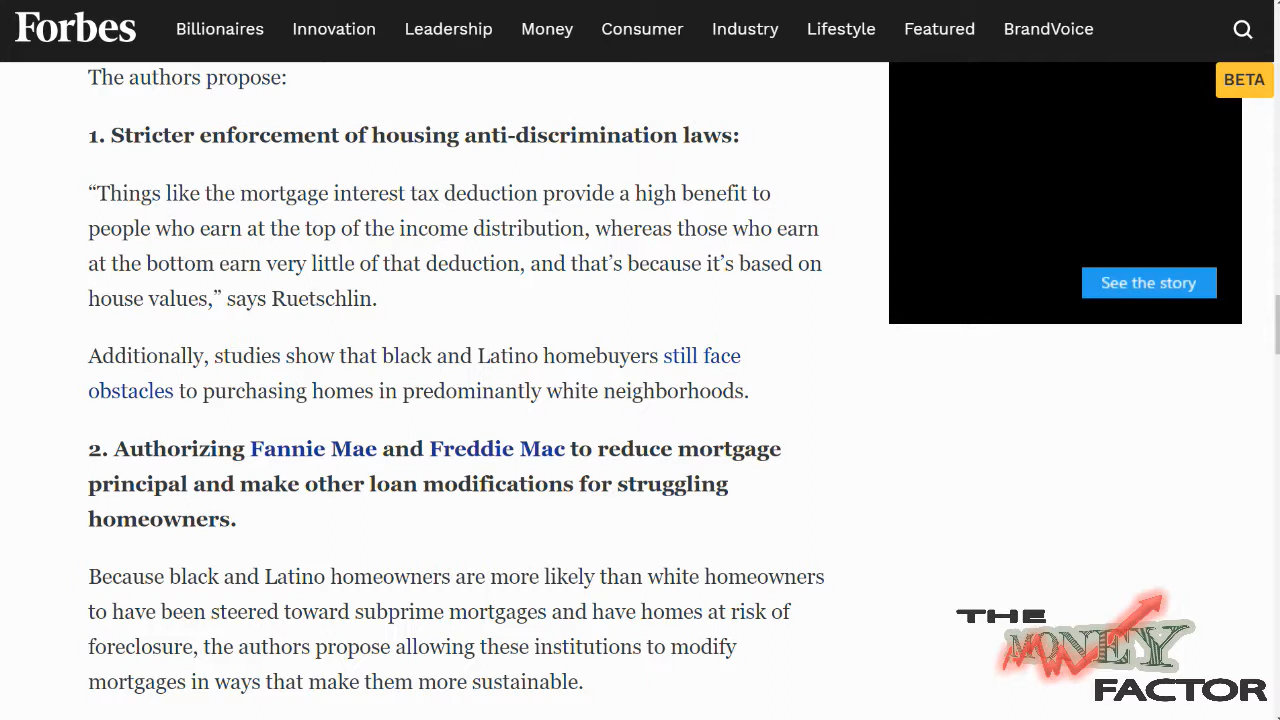 Forbes Billionaires Innovation Leadership Money Consumer Industry Lifestyle Featured BrandVoice
The authors propose:
BETA
1. Stricter enforcement of housing anti-discrimination laws:
“Things like the mortgage interest tax deduction provide a high benefit to
people who earn at the top of the income distribution, whereas those who earn
at the bottom earn very little of that deduction, and that’s because it’s based on
house values,” says Ruetschlin.
See the story
Additionally, studies show that black and Latino homebuyers still face
obstacles to purchasing homes in predominantly white neighborhoods.
2. Authorizing Fannie Mae and Freddie Mac to reduce mortgage
principal and make other loan modifications for struggling
homeowners.
Because black and Latino homeowners are more likely than white homeowners
to have been steered toward subprime mortgages and have homes at risk of
foreclosure, the authors propose allowing these institutions to modify
mortgages in ways that make them more sustainable.
THE
MONEY
FACTOR